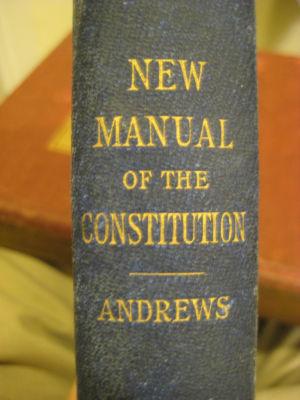 NEW
MANUAL
OF THE
CONSTITUTION
ANDREWS